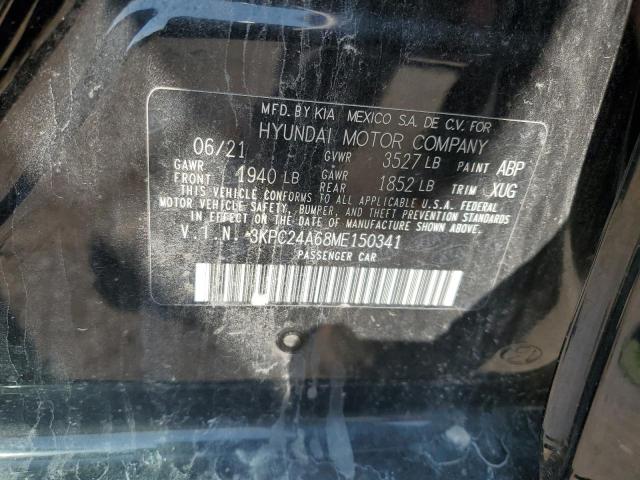 MFD. BY KIA MEXICO S.A. DE C.V. FOR
HYUNDAI MOTOR COMPANY
06/21 GVWR 3527 LB PAINT ABP
GAWR FRONT 1940 LB GAWR REAR 1852 LB TRIM XUG
THIS VEHICLE CONFORMS TO ALL APPLICABLE U.S.A. FEDERAL
MOTOR VEHICLE SAFETY, BUMPER, AND THEFT PREVENTION STANDARDS
IN EFFECT ON THE DATE OF MANUFACTURE SHOWN ABOVE.
V.I.N. 3KPC24A68ME150341
PASSENGER CAR